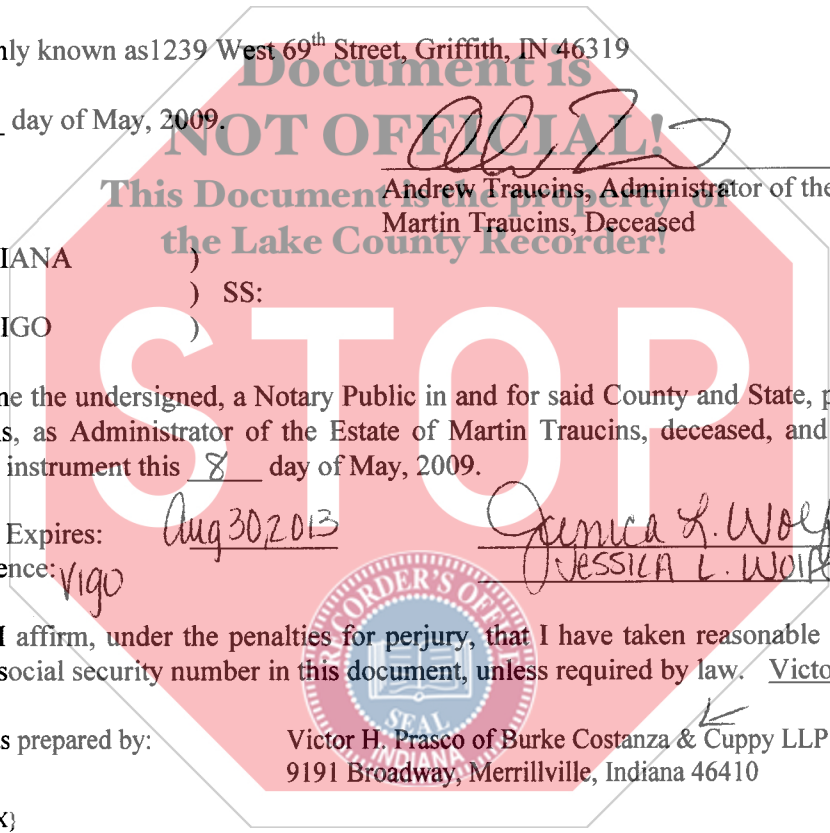 nly known as1239 West 69th Street, Griffith, IN 46319
Document is
day of May, 2009.
NOT OFFICIAL!
This Document is the property of
Andrew Traucins, Administrator of the
Martin Traucins, Deceased
the Lake County Recorder!
IANA )
) SS:
IGO )
STOP
ne the undersigned, a Notary Public in and for said County and State, p
s, as Administrator of the Estate of Martin Traucins, deceased, and
instrument this 8 day of May, 2009.
Expires: Aug 30, 2013 Jessica L. Wolf
ence: Vigo JESSICA L. WOLFE
RECORDER'S OFFICE
I affirm, under the penalties for perjury, that I have taken reasonable
social security number in this document, unless required by law. Victo
SEAL
INDIANA
s prepared by: Victor H. Prasco of Burke Costanza & Cuppy LLP
9191 Broadway, Merrillville, Indiana 46410
x}